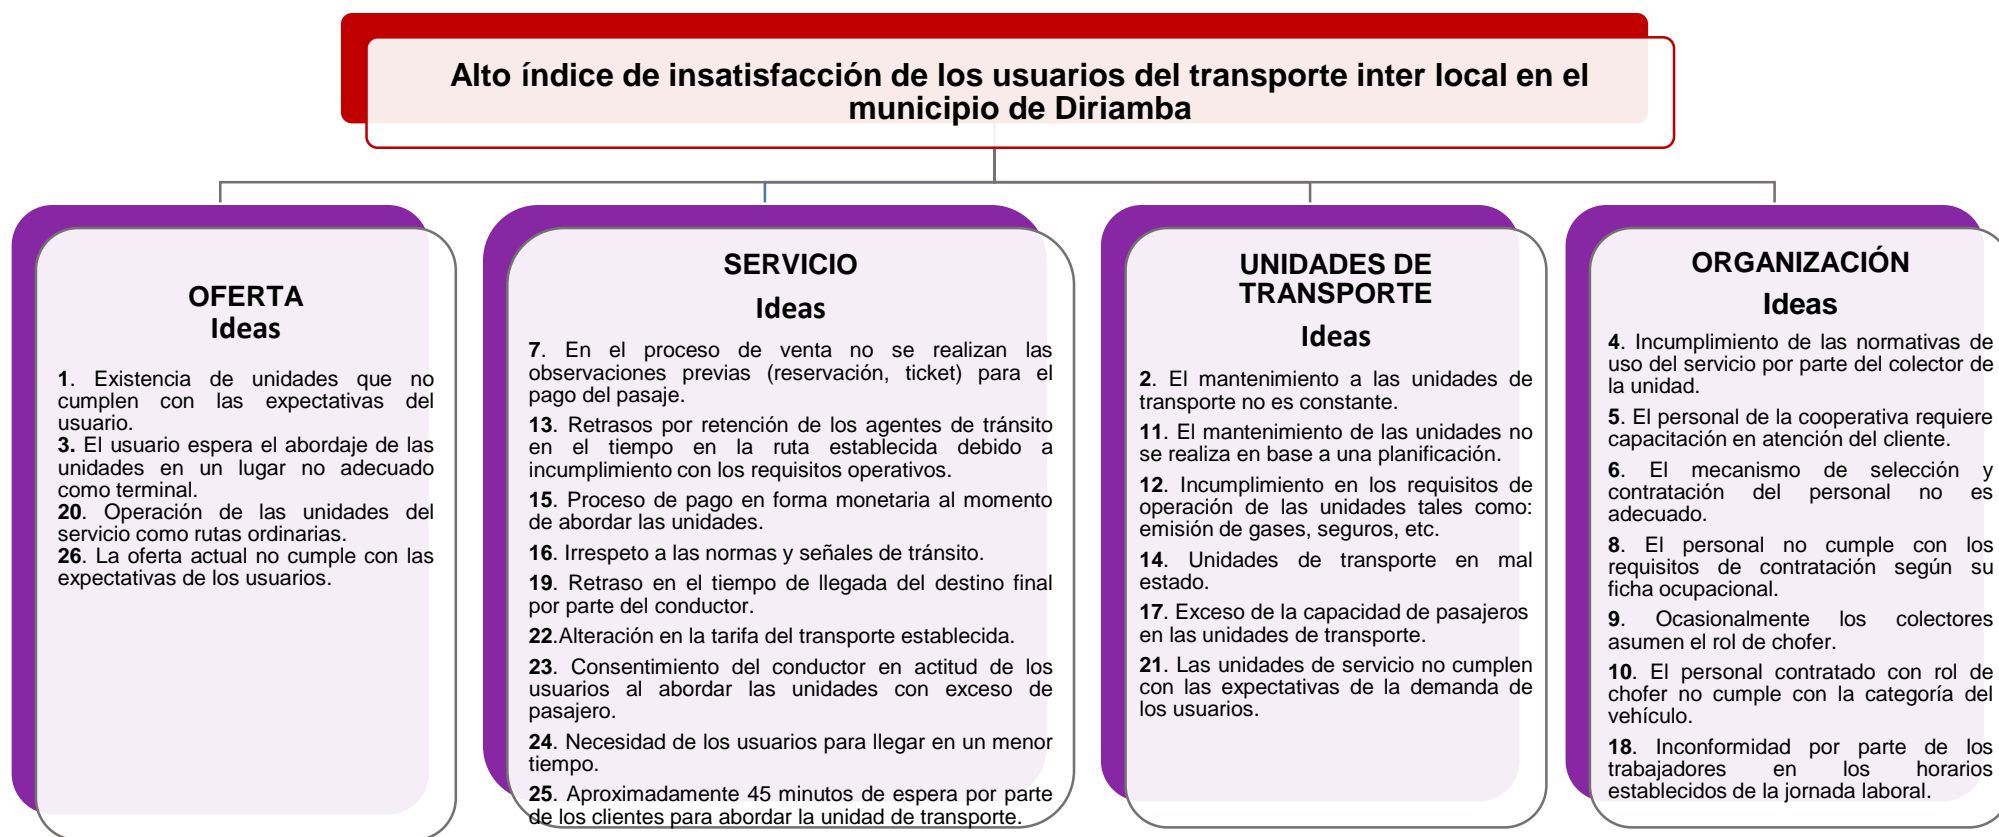 Alto índice de insatisfacción de los usuarios del transporte inter local en el
municipio de Diriamba
OFERTA
Ideas
1. Existencia de unidades que no
cumplen con las expectativas del
usuario.
3. El usuario espera el abordaje de las
unidades en un lugar no adecuado
como terminal.
20. Operación de las unidades del
servicio como rutas ordinarias.
26. La oferta actual no cumple con las
expectativas de los usuarios.
SERVICIO
Ideas
7. En el proceso de venta no se realizan las
observaciones previas (reservación, ticket) para el
pago del pasaje.
13. Retrasos por retención de los agentes de tránsito
en el tiempo en la ruta establecida debido a
incumplimiento con los requisitos operativos.
15. Proceso de pago en forma monetaria al momento
de abordar las unidades.
16. Irrespeto a las normas y señales de tránsito.
19. Retraso en el tiempo de llegada del destino final
por parte del conductor.
22.Alteración en la tarifa del transporte establecida.
23. Consentimiento del conductor en actitud de los
usuarios al abordar las unidades con exceso de
pasajero.
24. Necesidad de los usuarios para llegar en un menor
tiempo.
25. Aproximadamente 45 minutos de espera por parte
de los clientes para abordar la unidad de transporte.
UNIDADES DE
TRANSPORTE
Ideas
2. El mantenimiento a las unidades de
transporte no es constante.
11. El mantenimiento de las unidades no
se realiza en base a una planificación.
12. Incumplimiento en los requisitos de
operación de las unidades tales como:
emisión de gases, seguros, etc.
14. Unidades de transporte en mal
estado.
17. Exceso de la capacidad de pasajeros
en las unidades de transporte.
21. Las unidades de servicio no cumplen
con las expectativas de la demanda de
los usuarios.
ORGANIZACIÓN
Ideas
4. Incumplimiento de las normativas de
uso del servicio por parte del colector de
la unidad.
5. El personal de la cooperativa requiere
capacitación en atención del cliente.
6. El mecanismo de selección y
contratación del personal no es
adecuado.
8. El personal no cumple con los
requisitos de contratación según su
ficha ocupacional.
9. Ocasionalmente los colectores
asumen el rol de chofer.
10. El personal contratado con rol de
chofer no cumple con la categoría del
vehículo.
18. Inconformidad por parte de los
trabajadores en los horarios
establecidos de la jornada laboral.